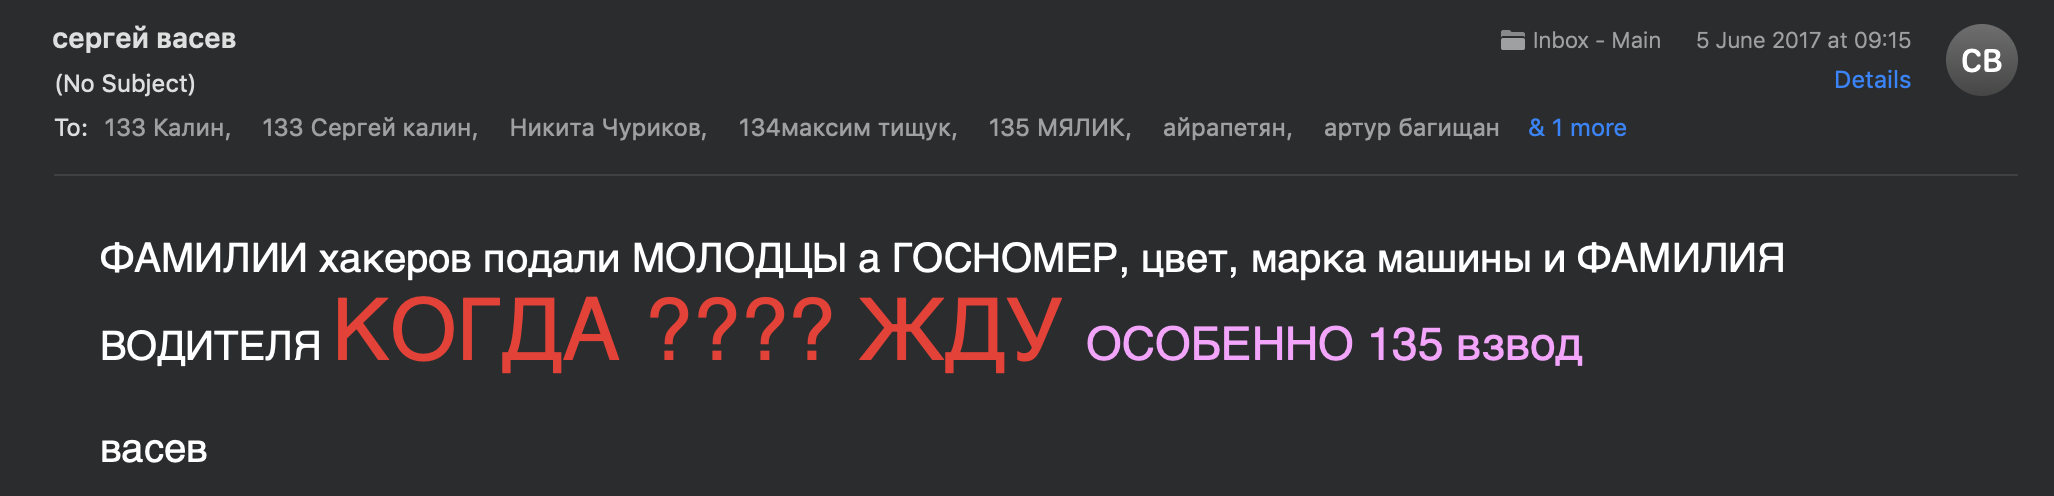 сергей васев
Inbox - Main 5 June 2017 at 09:15
СВ
(No Subject)
Details
To: 133 Калин, 133 Сергей калин, Никита Чуриков, 134максим тищук, 135 МЯЛИК, айрапетян, артур багищан & 1 more
ФАМИЛИИ хакеров подали МОЛОДЦЫ а ГОСНОМЕР, цвет, марка машины и ФАМИЛИЯ
ВОДИТЕЛЯ КОГДА ???? ЖДУ ОСОБЕННО 135 взвод
васев